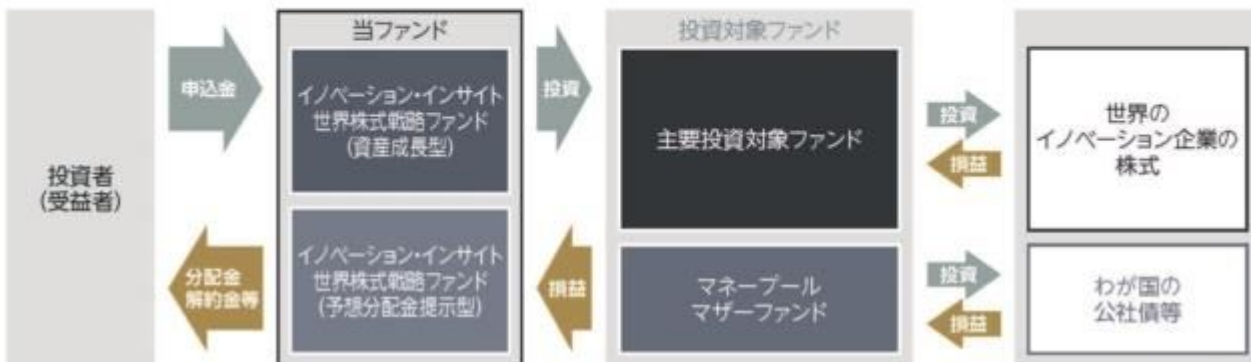 投資者
(受益者)
申込金
分配金
解約金等
当ファンド
イノベーション・インサイト
世界株式戦略ファンド
(資産成長型)
イノベーション・インサイト
世界株式戦略ファンド
(予想分配金提示型)
投資
損益
投資対象ファンド
主要投資対象ファンド
マネープール
マザーファンド
投資
損益
投資
損益
世界の
イノベーション企業の
株式
わが国の
公社債等